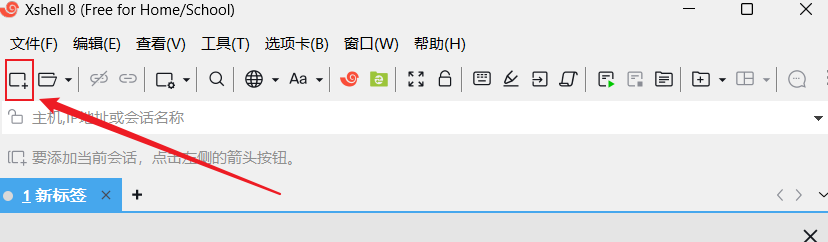 Xshell 8 (Free for Home/School)
文件(F) 编辑(E) 查看(V) 工具(T) 选项卡(B) 窗口(W) 帮助(H)
Aa
主机,IP地址或会话名称
要添加当前会话，点击左侧的箭头按钮。
1 新标签